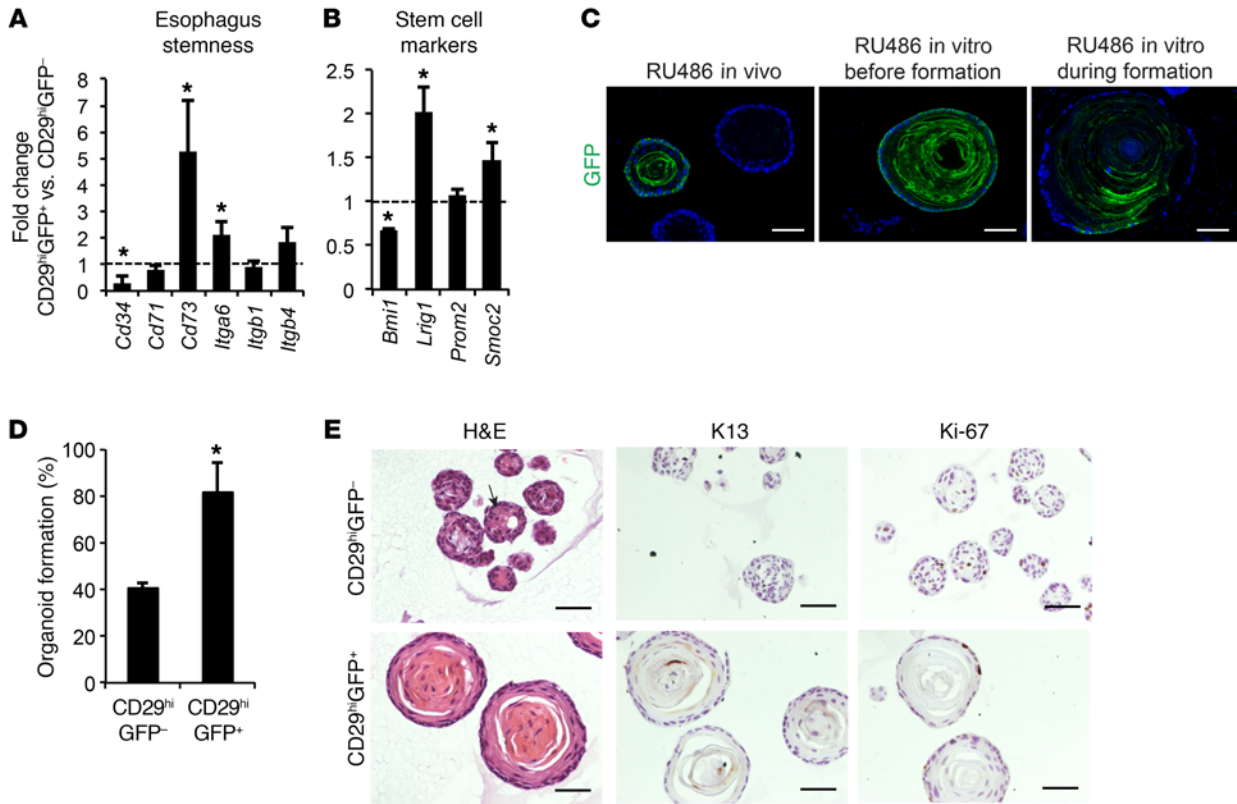 A
Esophagus
stemness
Fold change
CD29ʰⁱGFP⁺ vs. CD29ʰⁱGFP⁻
8
7
6
5
4
3
2
1
0
*
*
*
Cd34
Cd71
Cd73
Itga6
Itgb1
Itgb4
B
Stem cell
markers
2.5
2
1.5
1
0.5
0
*
*
*
Bmi1
Lrig1
Prom2
Smoc2
C
RU486 in vivo
RU486 in vitro
before formation
RU486 in vitro
during formation
GFP
D
Organoid formation (%)
100
80
60
40
20
0
*
CD29ʰⁱ
GFP⁻
CD29ʰⁱ
GFP⁺
E
H&E
K13
Ki-67
CD29ʰⁱGFP⁻
CD29ʰⁱGFP⁺